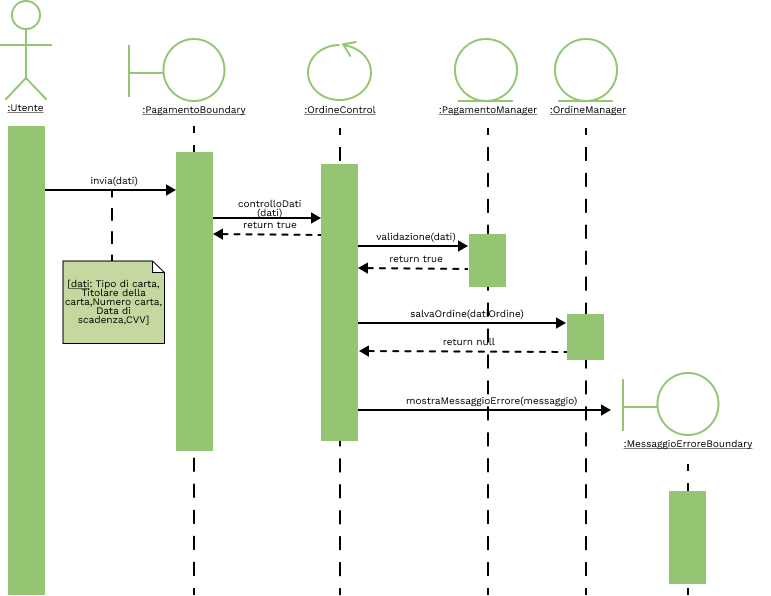 :Utente
:PagamentoBoundary
:OrdineControl
:PagamentoManager
:OrdineManager
invia(dati)
controlloDati
(dati)
return true
validazione(dati)
return true
[dati: Tipo di carta,
Titolare della
carta,Numero carta,
Data di
scadenza,CVV]
salvaOrdine(datiOrdine)
return null
mostraMessaggioErrore(messaggio)
:MessaggioErroreBoundary